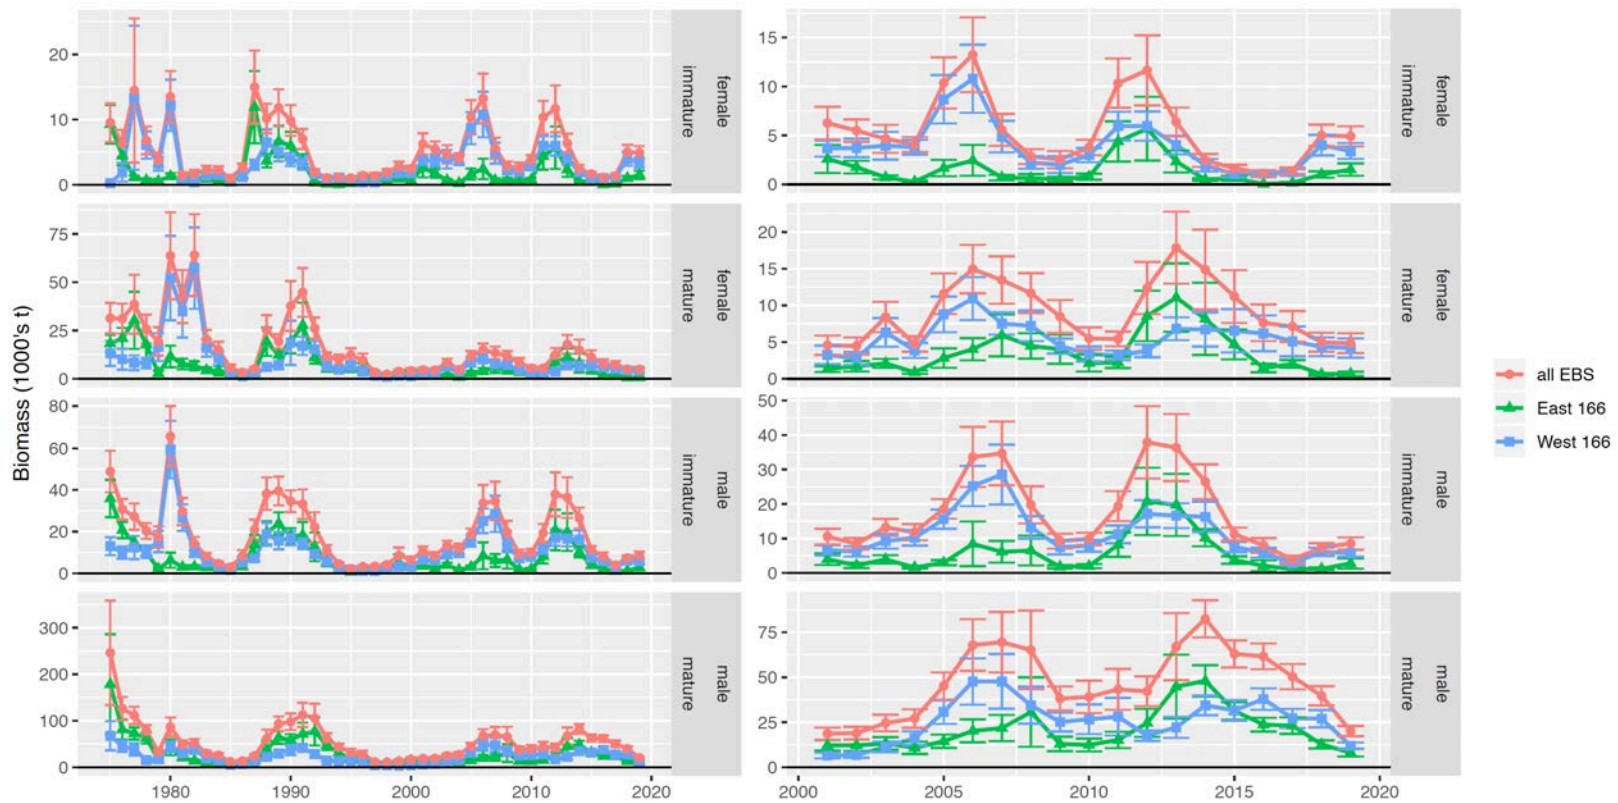 Biomass (1000's t)
20
10
0
female
immature
15
10
5
0
female
immature
75
50
25
0
female
mature
20
15
10
5
0
female
mature
80
60
40
20
0
male
immature
50
40
30
20
10
0
male
immature
300
200
100
0
male
mature
75
50
25
0
male
mature
1980 1990 2000 2010 2020
2000 2005 2010 2015 2020
all EBS
East 166
West 166